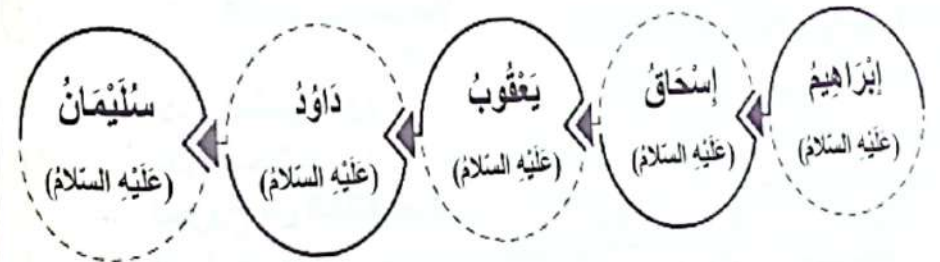 إِبْرَاهِيمُ
(عَلَيْهِ السَّلَامُ)
إِسْحَاقُ
(عَلَيْهِ السَّلَامُ)
يَعْقُوبُ
(عَلَيْهِ السَّلَامُ)
دَاوُدُ
(عَلَيْهِ السَّلَامُ)
سُلَيْمَانُ
(عَلَيْهِ السَّلَامُ)